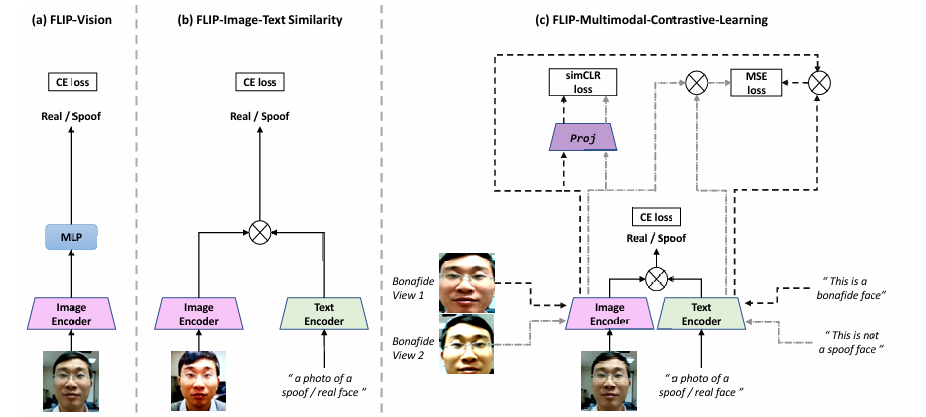 (a) FLIP-Vision
CE loss
Real / Spoof
MLP
Image
Encoder
(b) FLIP-Image-Text Similarity
CE loss
Real / Spoof
Image
Encoder
Text
Encoder
“ a photo of a
spoof / real face ”
(c) FLIP-Multimodal-Contrastive-Learning
simCLR
loss
MSE
loss
Proj
CE loss
Real / Spoof
Bonafide
View 1
Bonafide
View 2
Image
Encoder
Text
Encoder
“ This is a
bonafide face”
“ This is not
a spoof face ”
“ a photo of a
spoof / real face ”